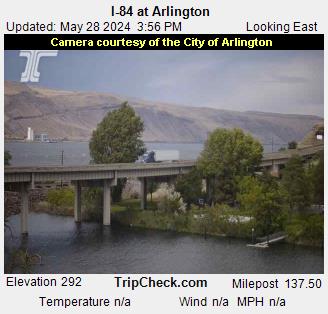 I-84 at Arlington
Updated: May 28 2024 3:56 PM Looking East
Camera courtesy of the City of Arlington
Elevation 292 TripCheck.com Milepost 137.50
Temperature n/a Wind n/a MPH n/a